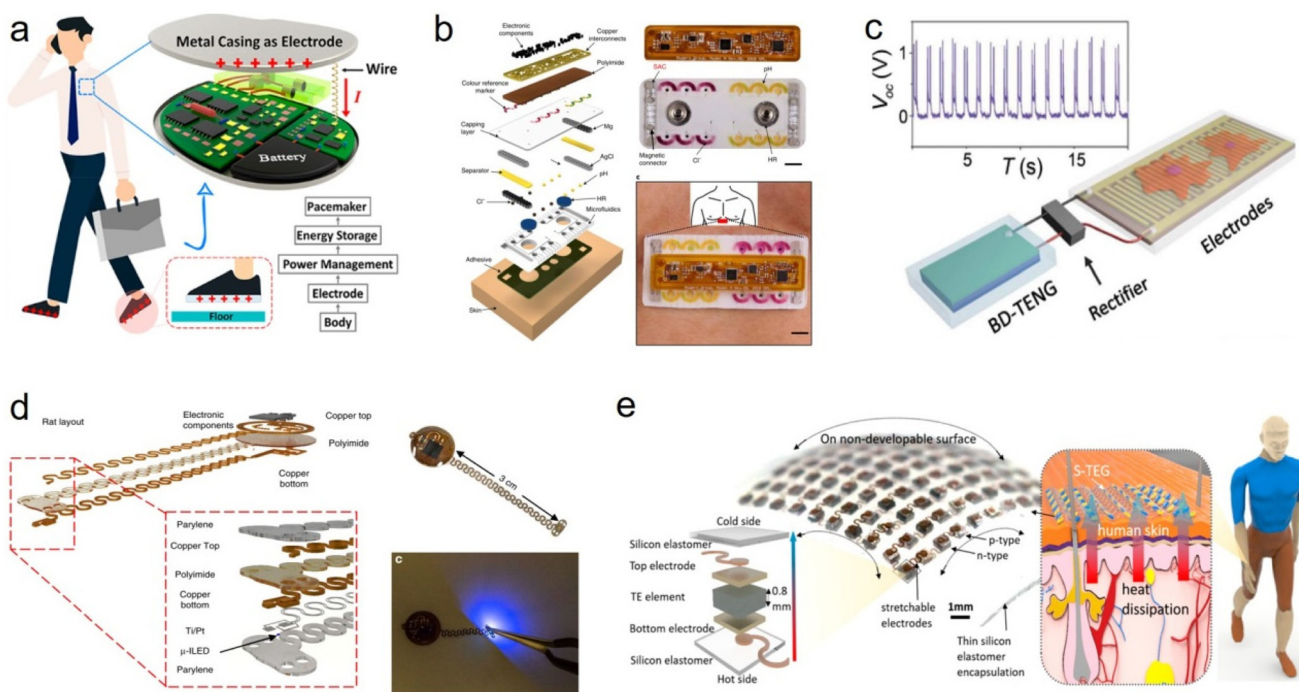 a
Metal Casing as Electrode
Wire
I
Battery
Pacemaker
Energy Storage
Power Management
Electrode
Body
Floor
b
Electronic
components
Copper
interconnects
Polyimide
Colour reference
marker
Capping
layer
Mg
AgCl
Separator
pH
Cl⁻
HR
Microfluidics
Adhesive
Skin
SAC
pH
Magnetic
connector
Cl⁻
HR
c
c
Voc (V)
1
0
5
10
15
T (s)
Electrodes
Rectifier
BD-TENG
d
Rat layout
Electronic
components
Copper top
Polyimide
Copper
bottom
Parylene
Copper Top
Polyimide
Copper
bottom
Ti/Pt
μ-ILED
Parylene
3 cm
c
e
On non-developable surface
Cold side
Silicon elastomer
Top electrode
TE element
Bottom electrode
Silicon elastomer
Hot side
0.8
mm
p-type
n-type
stretchable
electrodes
1mm
Thin silicon
elastomer
encapsulation
S-TEG
human skin
heat
dissipation